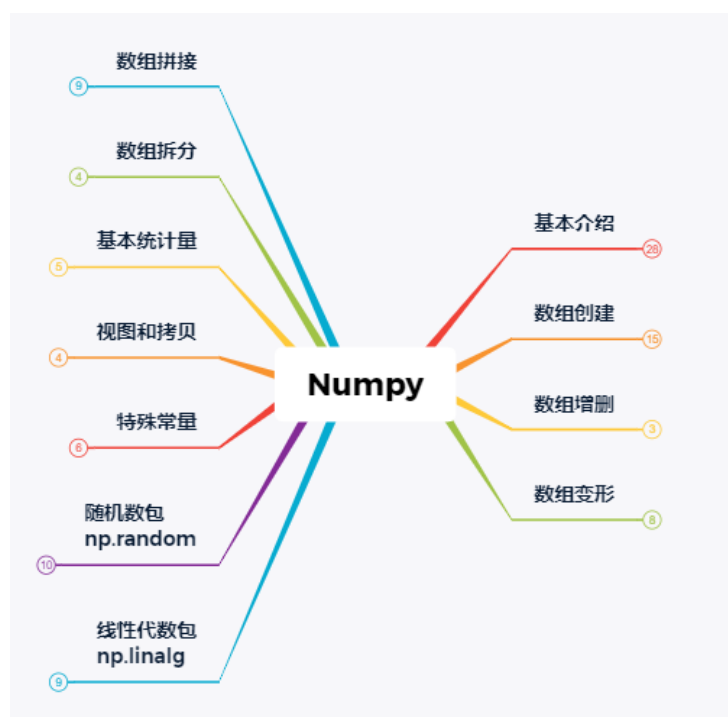 数组拼接
9
数组拆分
4
基本统计量
5
视图和拷贝
4
特殊常量
6
随机数包
np.random
10
线性代数包
np.linalg
9
Numpy
基本介绍
28
数组创建
15
数组增删
3
数组变形
8